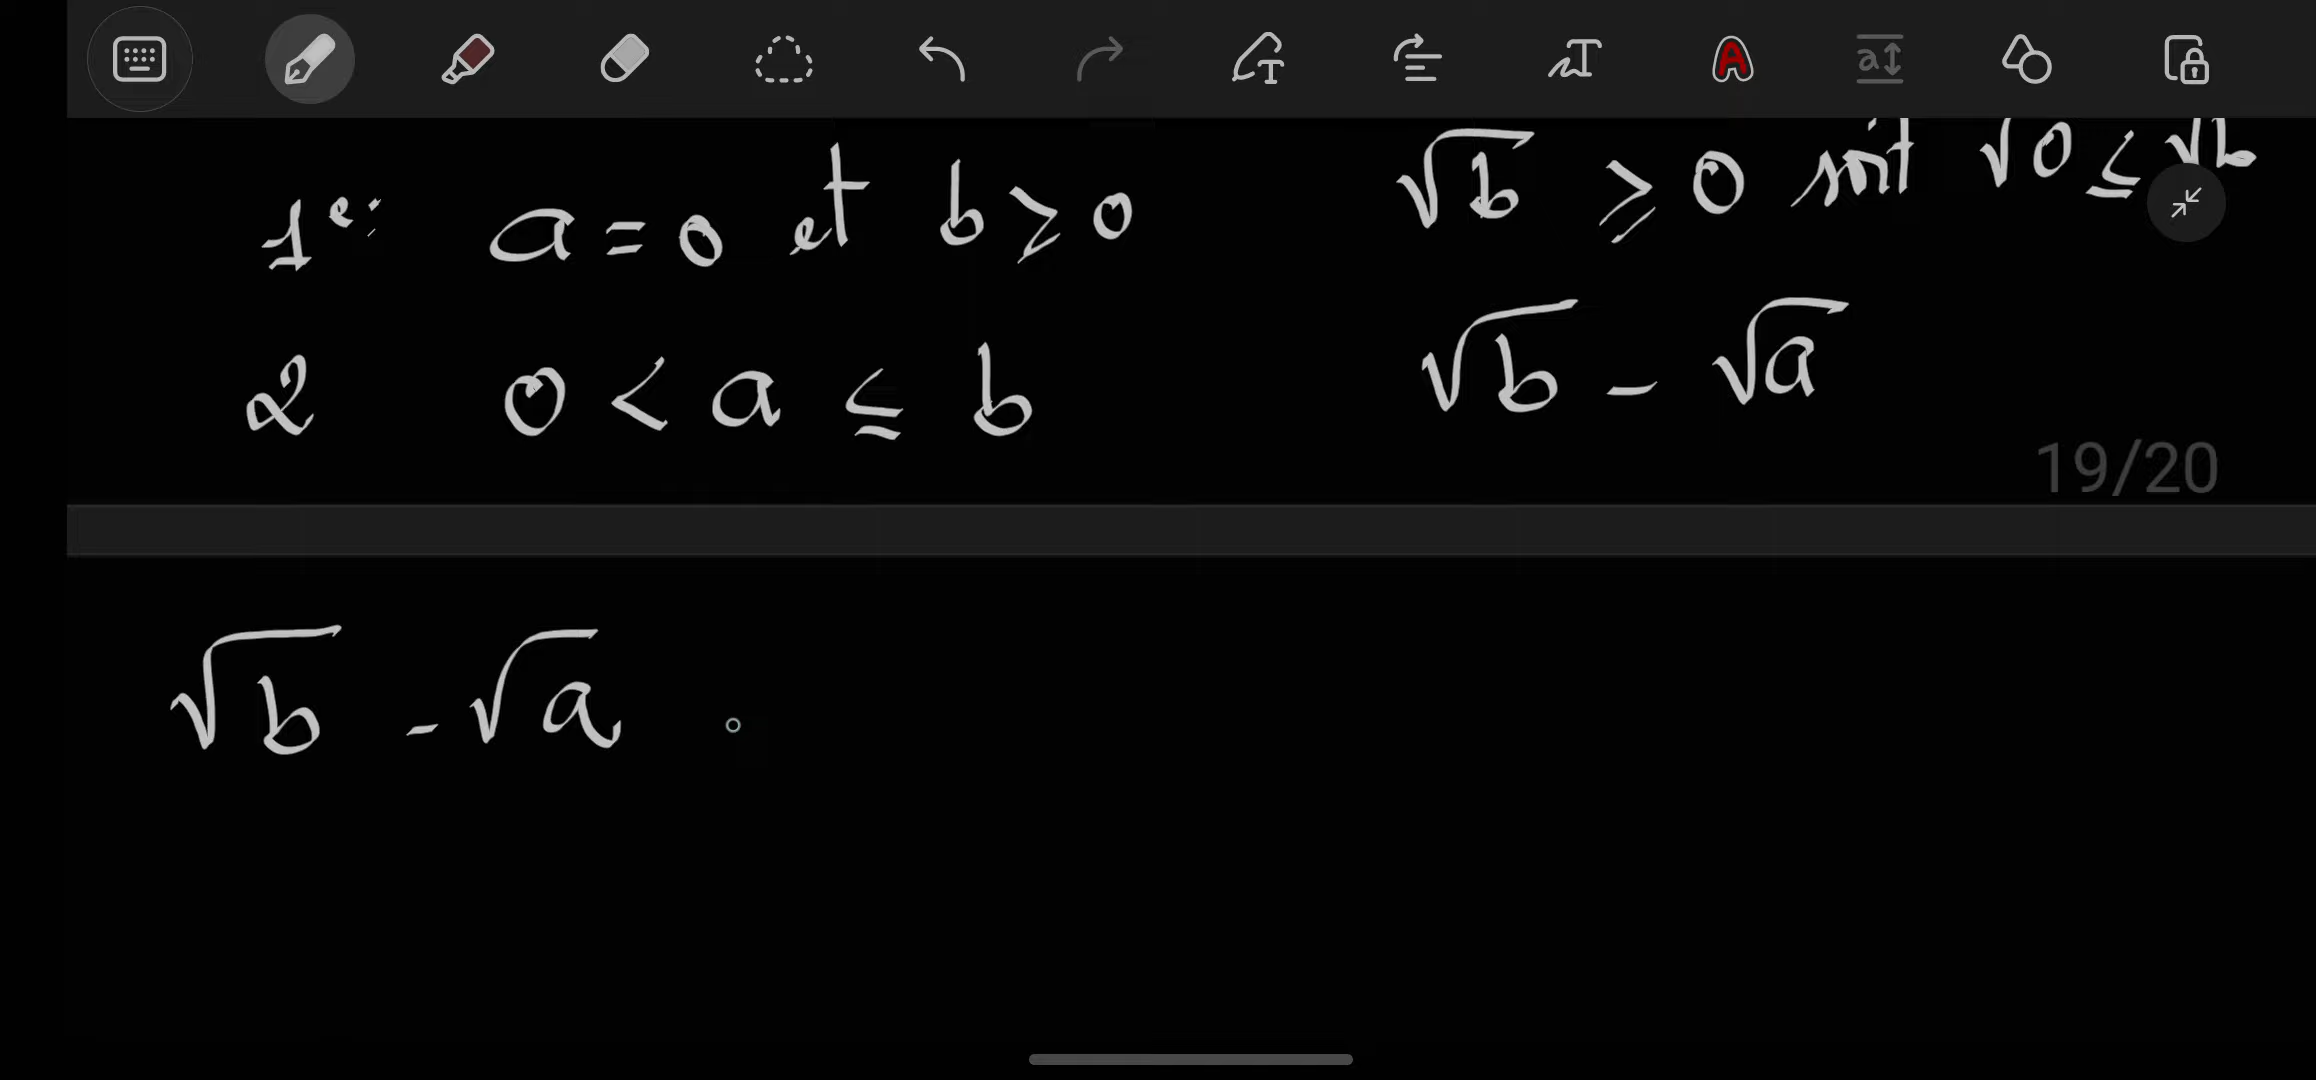 1e: a = 0 et b ⩾ 0 √b ⩾ 0 soit √0 ≤ √b
2 0 < a ≤ b √b - √a
19/20
√b - √a